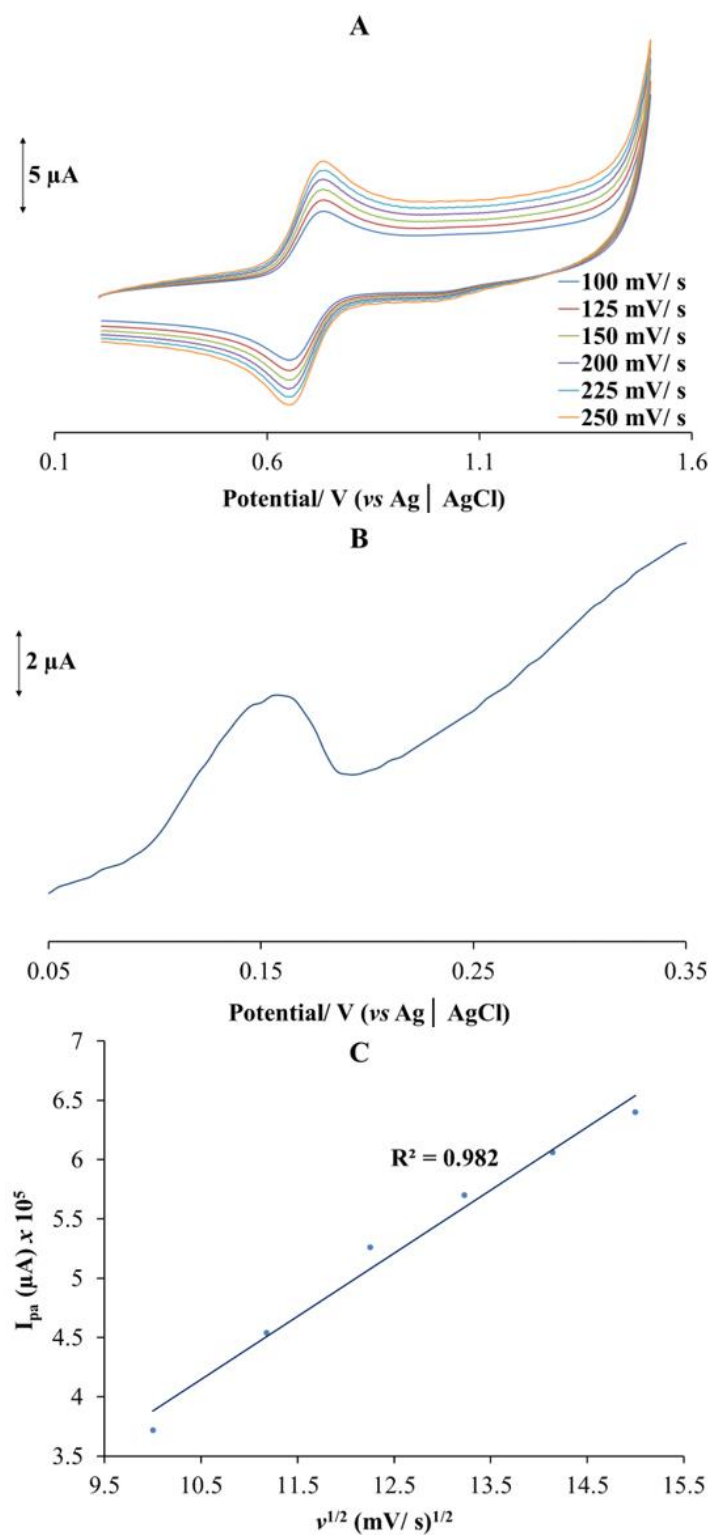 A
5 µA
100 mV/ s
125 mV/ s
150 mV/ s
200 mV/ s
225 mV/ s
250 mV/ s
0.1 0.6 1.1 1.6
Potential/ V (vs Ag | AgCl)
B
2 µA
0.05 0.15 0.25 0.35
Potential/ V (vs Ag | AgCl)
C
7
6.5
6
5.5
5
4.5
4
3.5
I_pa (µA) x 10⁵
R² = 0.982
9.5 10.5 11.5 12.5 13.5 14.5 15.5
v^1/2 (mV/ s)^1/2